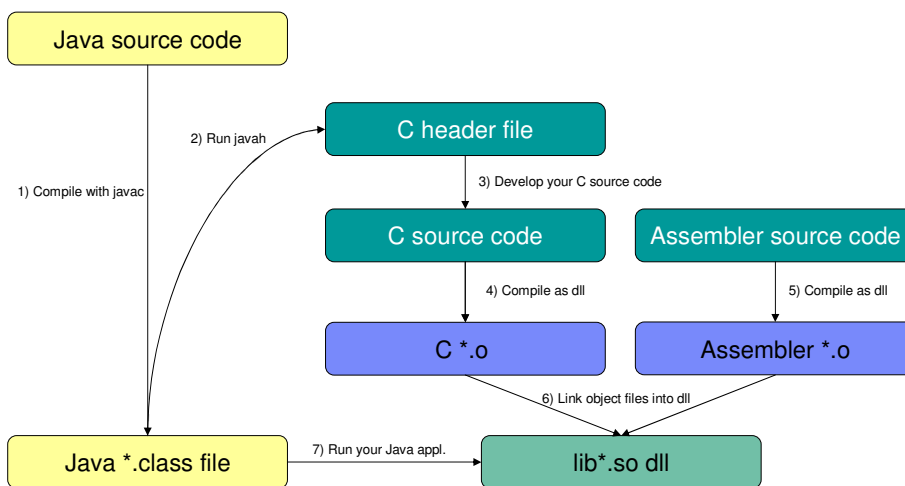 Java source code
C header file
2) Run javah
3) Develop your C source code
1) Compile with javac
C source code
Assembler source code
4) Compile as dll
5) Compile as dll
C *.o
Assembler *.o
6) Link object files into dll
7) Run your Java appl.
Java *.class file
lib*.so dll